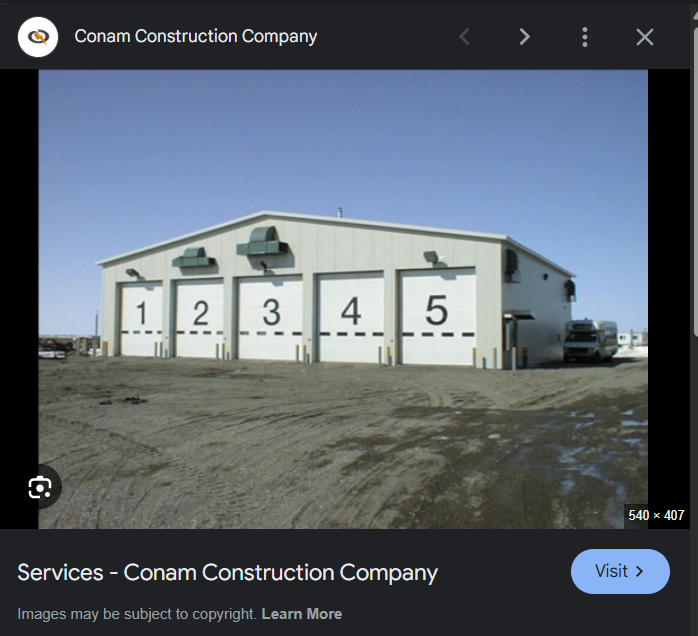 Conam Construction Company
1 2 3 4 5
540 × 407
Services - Conam Construction Company
Visit
Images may be subject to copyright. Learn More